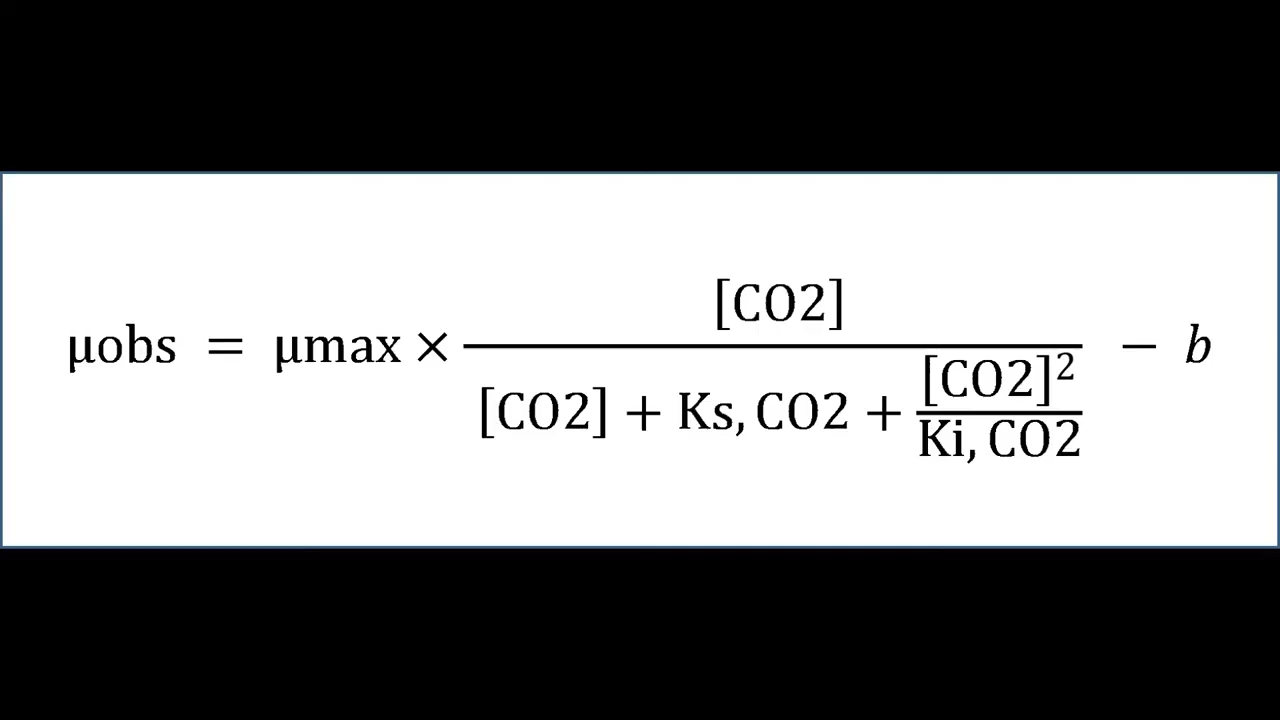 [CO2]
μobs = μmax × ─────────── − b
[CO2] + Ks, CO2 + [CO2]²/Ki, CO2